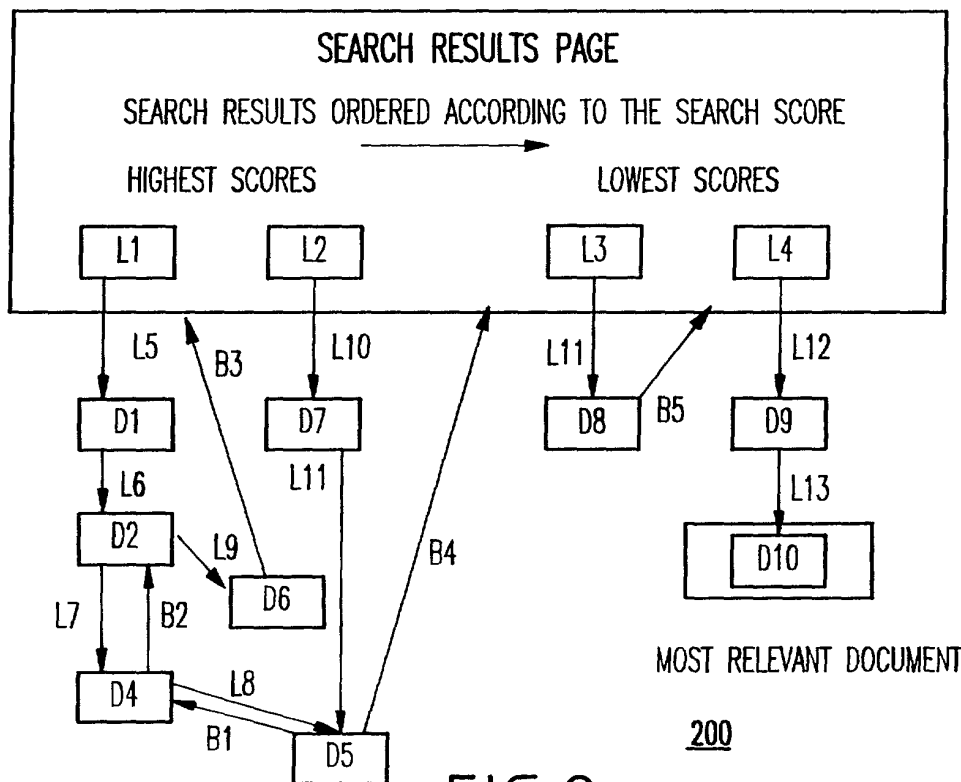 SEARCH RESULTS PAGE
SEARCH RESULTS ORDERED ACCORDING TO THE SEARCH SCORE
HIGHEST SCORES
LOWEST SCORES
L1
L2
L3
L4
L5
B3
L10
L11
B5
L12
D1
D7
D8
D9
L6
L11
L13
D2
L9
B4
D10
D6
L7
B2
MOST RELEVANT DOCUMENT
D4
L8
B1
D5
200